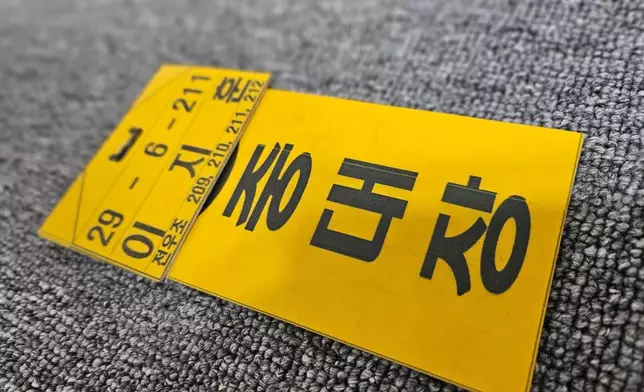 29 - 6 - 211
이 지 훈
전우조 209, 210, 211, 212
중대장